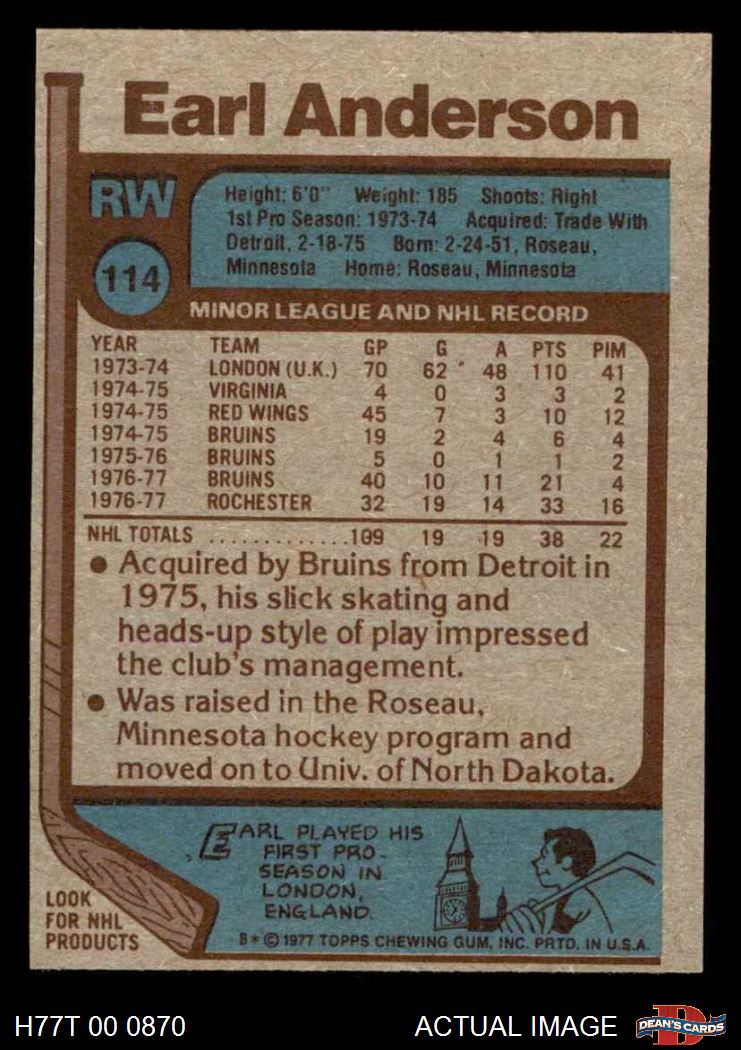 Earl Anderson
RW
114
Height: 6'0" Weight: 185 Shoots: Right
1st Pro Season: 1973-74 Acquired: Trade With
Detroit, 2-18-75 Born: 2-24-51, Roseau,
Minnesota Home: Roseau, Minnesota
MINOR LEAGUE AND NHL RECORD
YEAR TEAM GP G A PTS PIM
1973-74 LONDON (U.K.) 70 62 48 110 41
1974-75 VIRGINIA 4 0 3 3 2
1974-75 RED WINGS 45 7 3 10 12
1974-75 BRUINS 19 2 4 6 4
1975-76 BRUINS 5 0 1 1 2
1976-77 BRUINS 40 10 11 21 4
1976-77 ROCHESTER 32 19 14 33 16
NHL TOTALS .............109 19 19 38 22
● Acquired by Bruins from Detroit in
1975, his slick skating and
heads-up style of play impressed
the club's management.
● Was raised in the Roseau,
Minnesota hockey program and
moved on to Univ. of North Dakota.
EARL PLAYED HIS
FIRST PRO-
SEASON IN
LONDON,
ENGLAND.
LOOK
FOR NHL
PRODUCTS
B* © 1977 TOPPS CHEWING GUM, INC. PRTD. IN U.S.A.
H77T 00 0870 ACTUAL IMAGE
D
DEAN'S CARDS